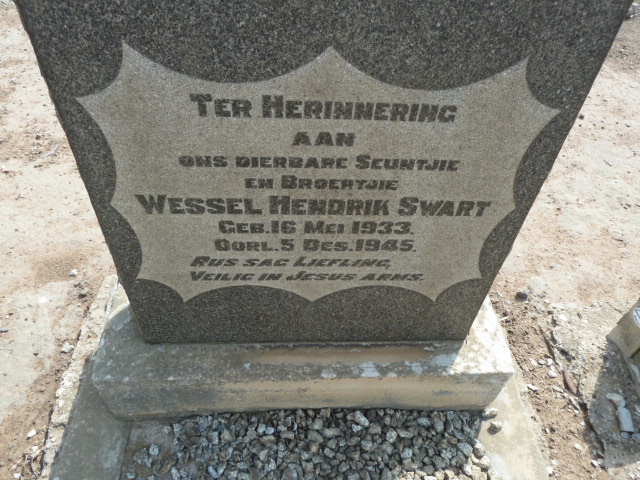 TER HERINNERING
AAN
ONS DIERBARE SEUNTJIE
EN BROERTJIE
WESSEL HENDRIK SWART
GEB. 16 MEI 1933.
OORL. 5 DES. 1945.
RUS SAG LIEFLING,
VEILIG IN JESUS ARMS.